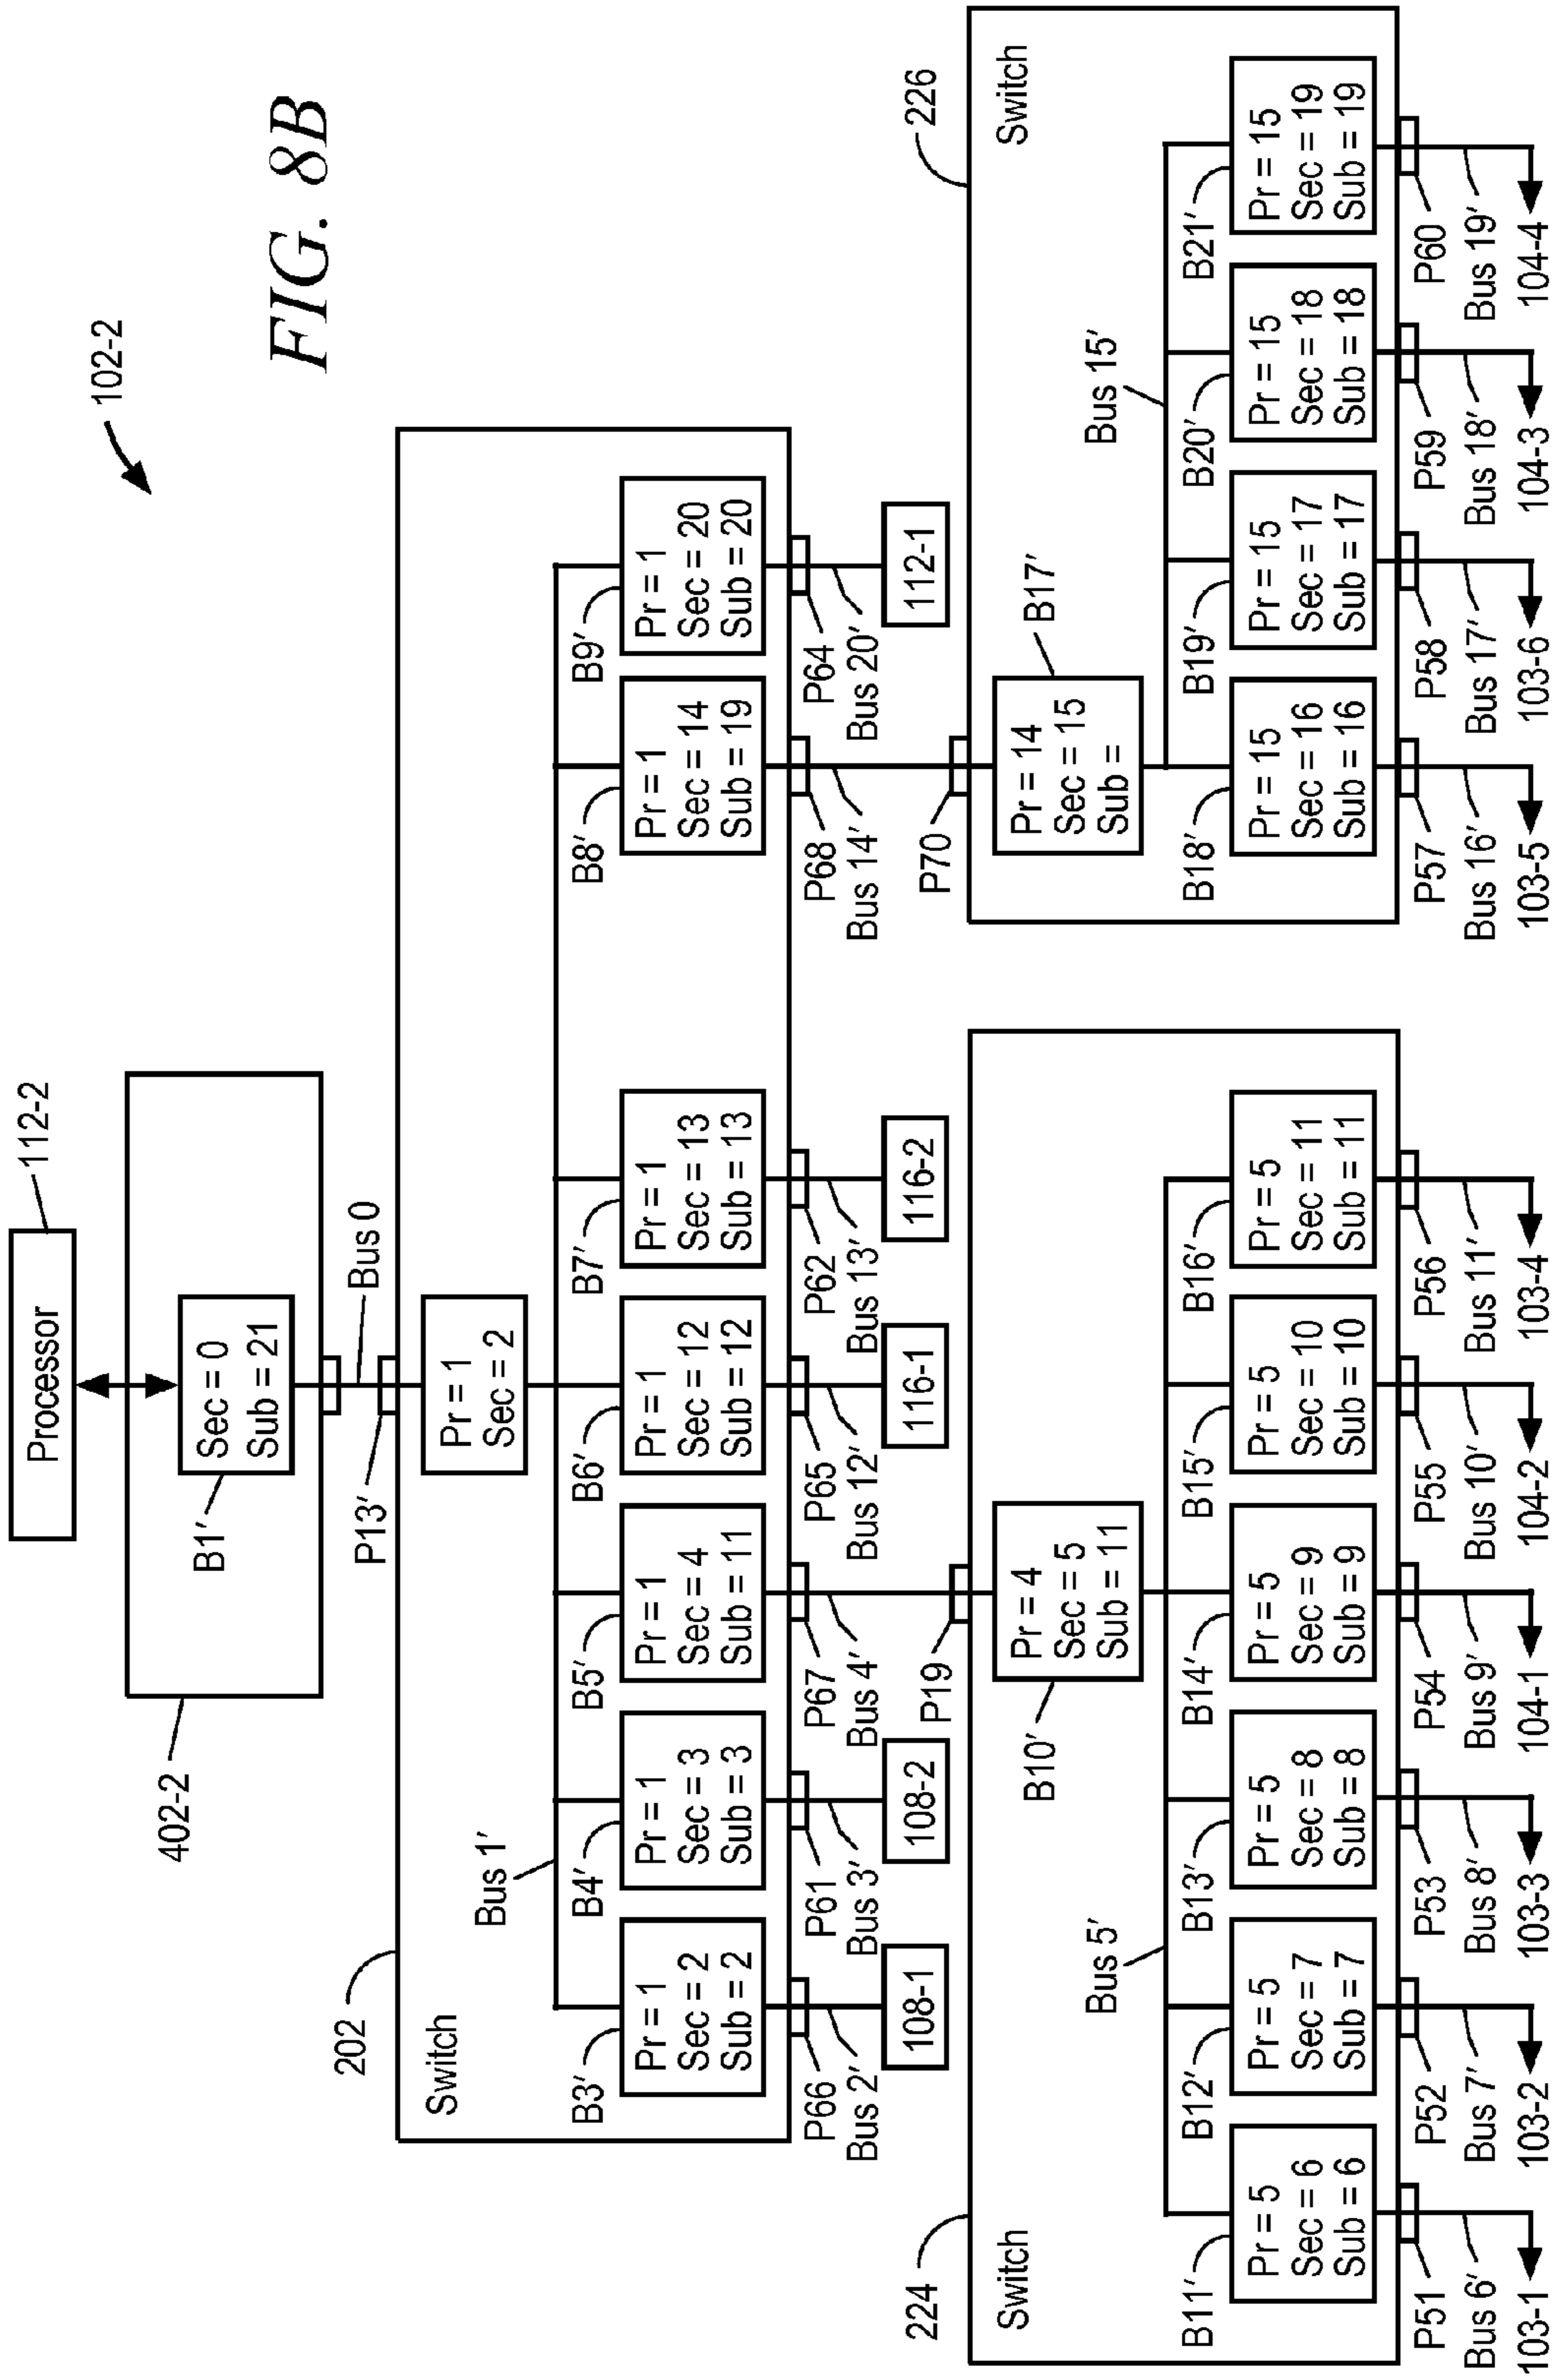 FIG. 8B
102-2
Processor
112-2
402-2
B1′
Sec = 0
Sub = 21
Bus 0
P13′
202
Switch
Pr = 1
Sec = 2
Bus 1′
B3′
Pr = 1
Sec = 2
Sub = 2
B4′
Pr = 1
Sec = 3
Sub = 3
B5′
Pr = 1
Sec = 4
Sub = 11
B6′
Pr = 1
Sec = 12
Sub = 12
B7′
Pr = 1
Sec = 13
Sub = 13
B8′
Pr = 1
Sec = 14
Sub = 19
B9′
Pr = 1
Sec = 20
Sub = 20
P66
Bus 2′
108-1
P61
Bus 3′
108-2
P67
Bus 4′
P65
Bus 12′
116-1
P62
Bus 13′
116-2
P68
Bus 14′
P64
Bus 20′
112-1
224
Switch
P19
B10′
Pr = 4
Sec = 5
Sub = 11
Bus 5′
B11′
Pr = 5
Sec = 6
Sub = 6
B12′
Pr = 5
Sec = 7
Sub = 7
B13′
Pr = 5
Sec = 8
Sub = 8
B14′
Pr = 5
Sec = 9
Sub = 9
B15′
Pr = 5
Sec = 10
Sub = 10
B16′
Pr = 5
Sec = 11
Sub = 11
P51
Bus 6′
103-1
P52
Bus 7′
103-2
P53
Bus 8′
103-3
P54
Bus 9′
104-1
P55
Bus 10′
104-2
P56
Bus 11′
103-4
226
Switch
P70
B17′
Pr = 14
Sec = 15
Sub =
Bus 15′
B18′
Pr = 15
Sec = 16
Sub = 16
B19′
Pr = 15
Sec = 17
Sub = 17
B20′
Pr = 15
Sec = 18
Sub = 18
B21′
Pr = 15
Sec = 19
Sub = 19
P57
Bus 16′
103-5
P58
Bus 17′
103-6
P59
Bus 18′
104-3
P60
Bus 19′
104-4